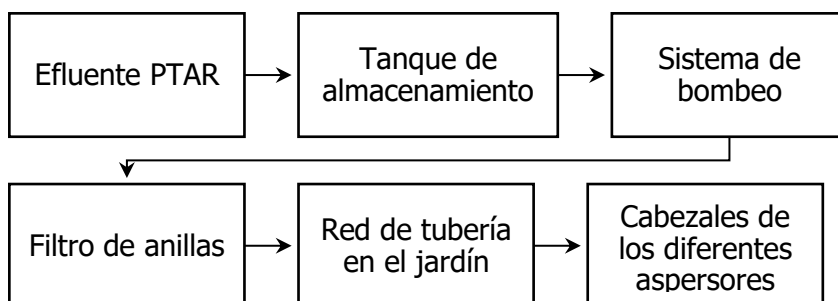 Efluente PTAR
Tanque de
almacenamiento
Sistema de
bombeo
Filtro de anillas
Red de tubería
en el jardín
Cabezales de
los diferentes
aspersores